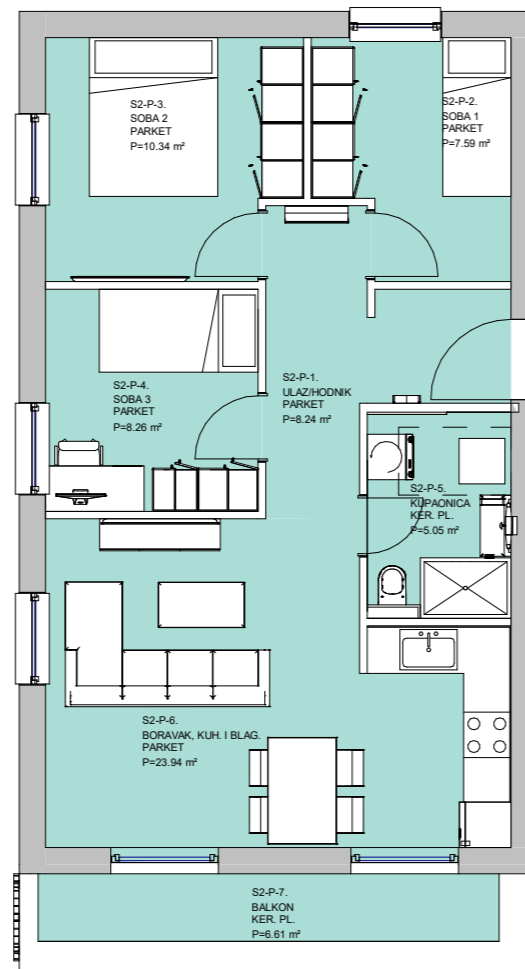 S2-P-3.
SOBA 2
PARKET
P=10.34 m²
S2-P-2.
SOBA 1
PARKET
P=7.59 m²
S2-P-4.
SOBA 3
PARKET
P=8.26 m²
S2-P-1.
ULAZ/HODNIK
PARKET
P=8.24 m²
S2-P-5.
KUPAONICA
KER. PL.
P=5.05 m²
S2-P-6.
BORAVAK, KUH. I BLAG.
PARKET
P=23.94 m²
S2-P-7.
BALKON
KER. PL.
P=6.61 m²